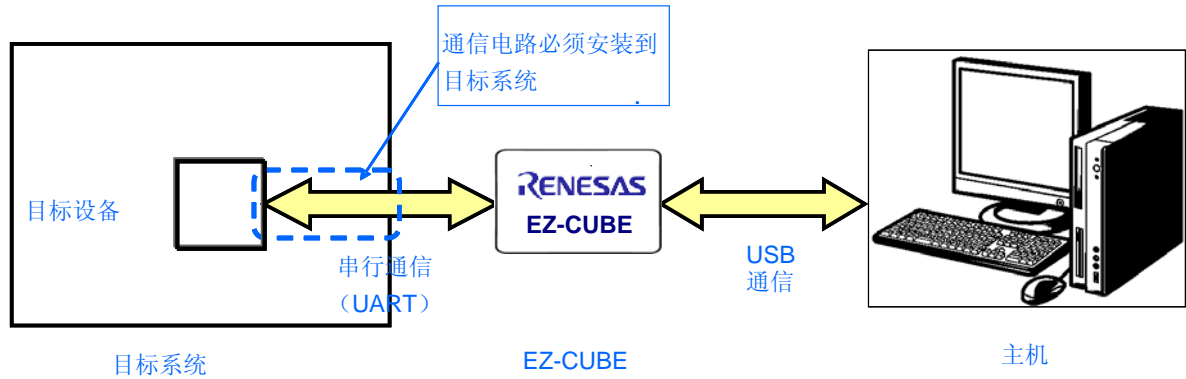 通信电路必须安装到
目标系统
.
目标设备
RENESAS
EZ-CUBE
串行通信
（UART）
USB
通信
目标系统
EZ-CUBE
主机